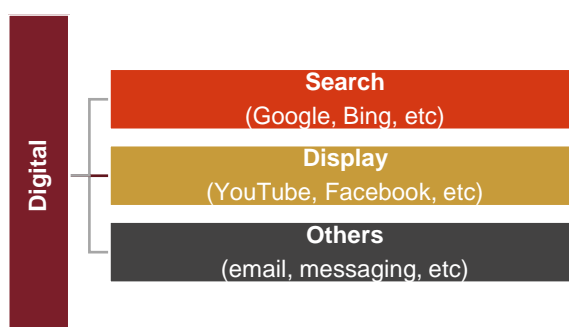 Digital
Search
(Google, Bing, etc)
Display
(YouTube, Facebook, etc)
Others
(email, messaging, etc)